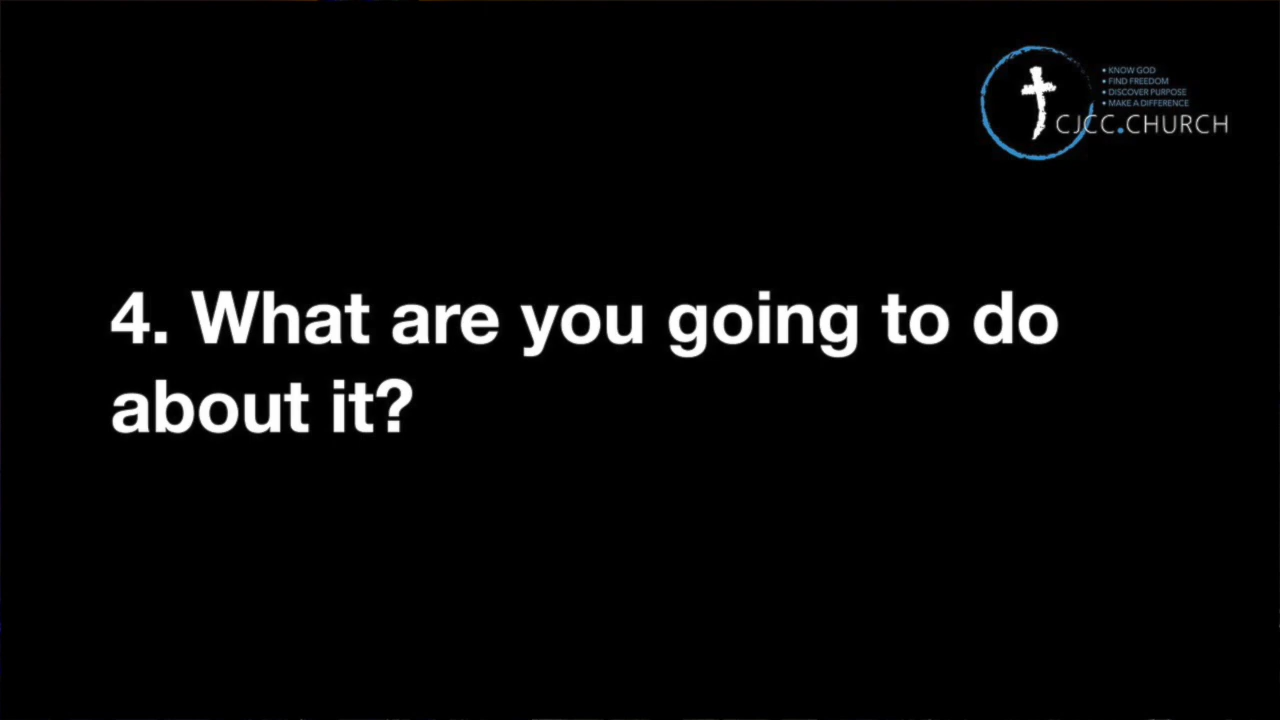 • KNOW GOD
• FIND FREEDOM
• DISCOVER PURPOSE
• MAKE A DIFFERENCE
CJCC.CHURCH
4. What are you going to do
about it?